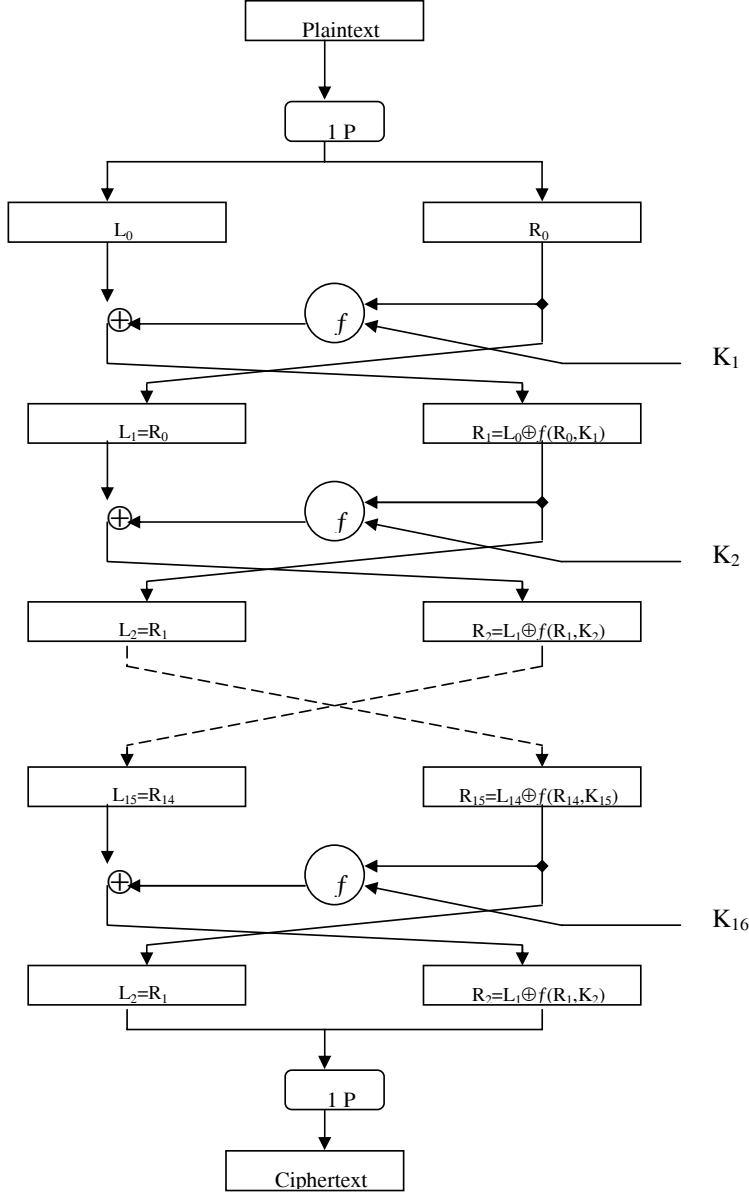 Plaintext
1 P
L₀
R₀
f
K₁
L₁=R₀
R₁=L₀⊕f(R₀,K₁)
f
K₂
L₂=R₁
R₂=L₁⊕f(R₁,K₂)
L₁₅=R₁₄
R₁₅=L₁₄⊕f(R₁₄,K₁₅)
f
K₁₆
L₂=R₁
R₂=L₁⊕f(R₁,K₂)
1 P
Ciphertext